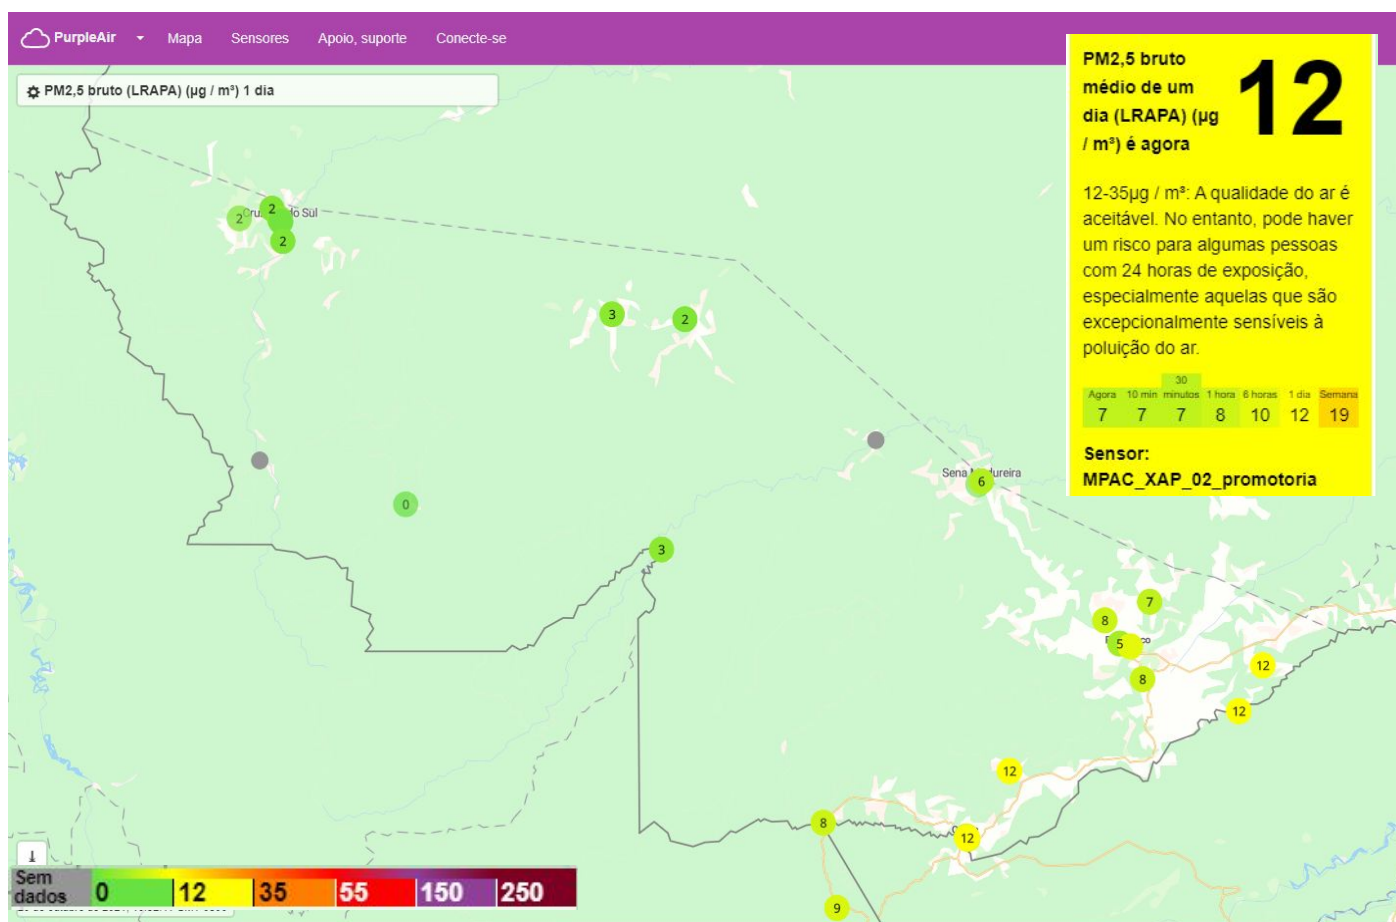 PurpleAir
Mapa
Sensores
Apoio, suporte
Conecte-se
PM2,5 bruto (LRAPA) (µg / m³) 1 dia
PM2,5 bruto
médio de um
dia (LRAPA) (µg
/ m³) é agora
12
12-35µg / m³: A qualidade do ar é
aceitável. No entanto, pode haver
um risco para algumas pessoas
com 24 horas de exposição,
especialmente aquelas que são
excepcionalmente sensíveis à
poluição do ar.
Agora 10 min 30 minutos 1 hora 6 horas 1 dia Semana
7 7 7 8 10 12 19
Sensor:
MPAC_XAP_02_promotoria
2
2
do Sul
2
3
2
Sena
6
0
3
7
8
5
8
12
12
12
8
12
9
Sem
dados
0 12 35 55 150 250